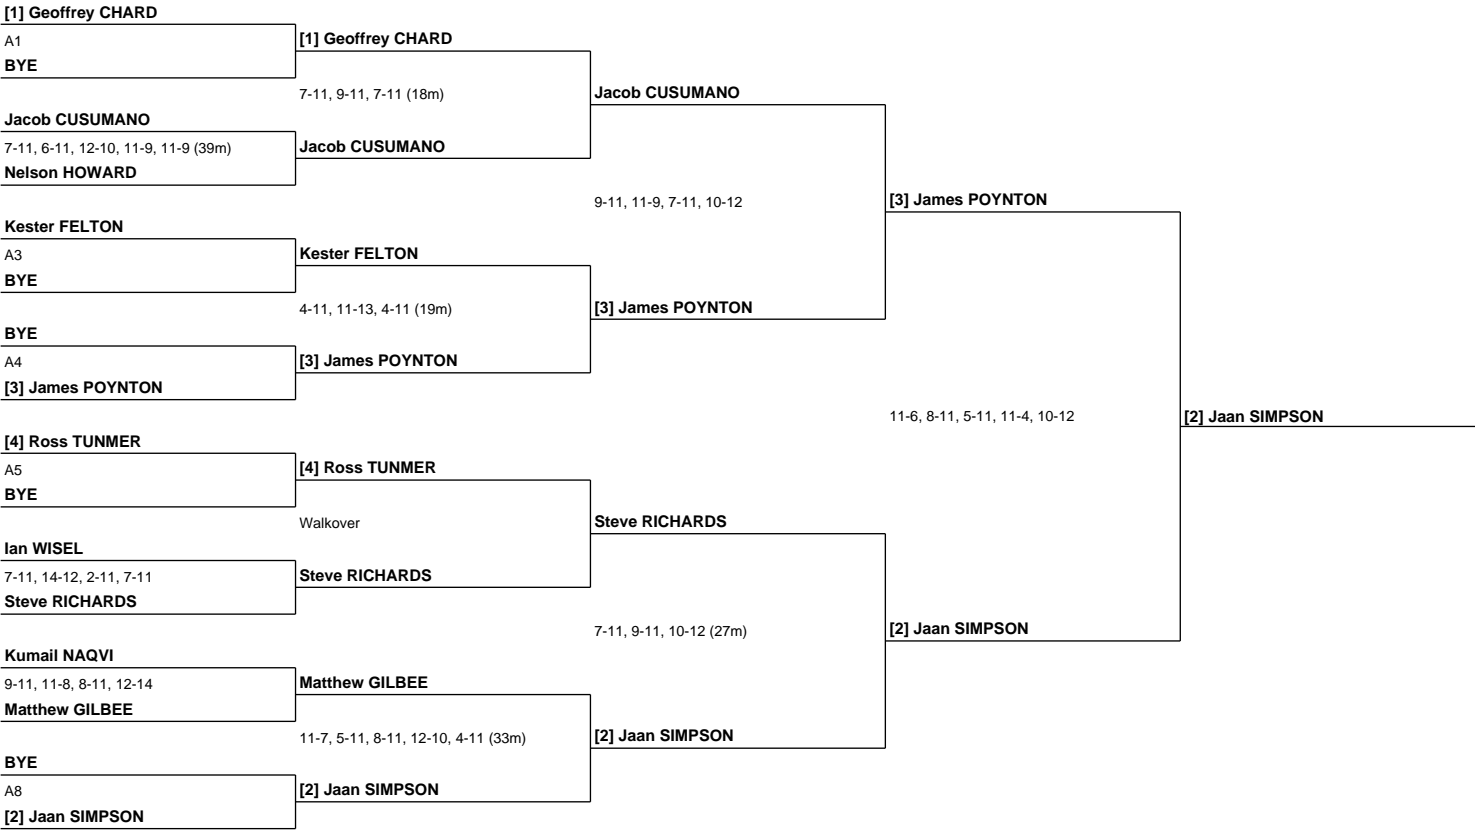 [1] Geoffrey CHARD
A1
BYE
[1] Geoffrey CHARD
7-11, 9-11, 7-11 (18m)
Jacob CUSUMANO
Jacob CUSUMANO
7-11, 6-11, 12-10, 11-9, 11-9 (39m)
Nelson HOWARD
Jacob CUSUMANO
9-11, 11-9, 7-11, 10-12
[3] James POYNTON
Kester FELTON
A3
BYE
Kester FELTON
4-11, 11-13, 4-11 (19m)
[3] James POYNTON
BYE
A4
[3] James POYNTON
[3] James POYNTON
11-6, 8-11, 5-11, 11-4, 10-12
[2] Jaan SIMPSON
[4] Ross TUNMER
A5
BYE
[4] Ross TUNMER
Walkover
Steve RICHARDS
Ian WISEL
7-11, 14-12, 2-11, 7-11
Steve RICHARDS
Steve RICHARDS
7-11, 9-11, 10-12 (27m)
[2] Jaan SIMPSON
Kumail NAQVI
9-11, 11-8, 8-11, 12-14
Matthew GILBEE
Matthew GILBEE
11-7, 5-11, 8-11, 12-10, 4-11 (33m)
[2] Jaan SIMPSON
BYE
A8
[2] Jaan SIMPSON
[2] Jaan SIMPSON